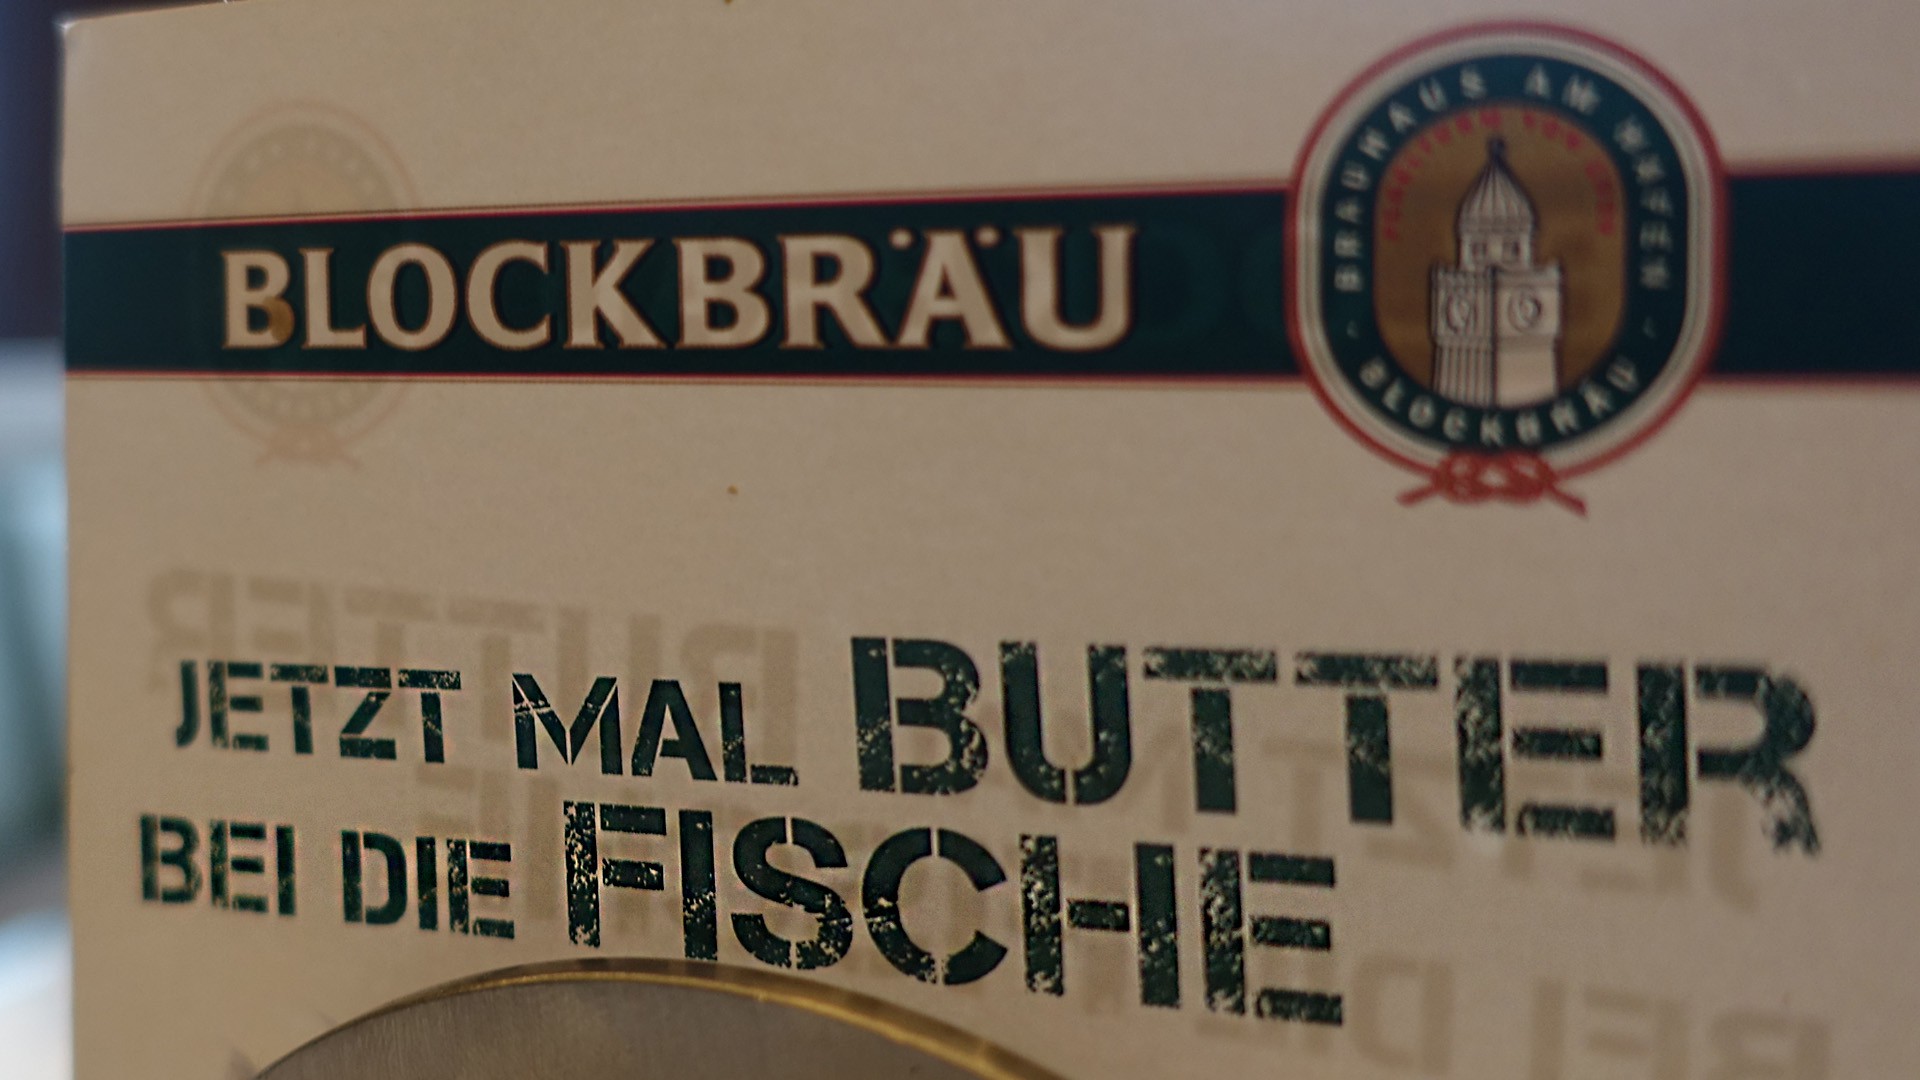 BLOCKBRÄU
BRAUHAUS AM HAFEN
BLOCKBRÄU
JETZT MAL BUTTER
BEI DIE FISCHE